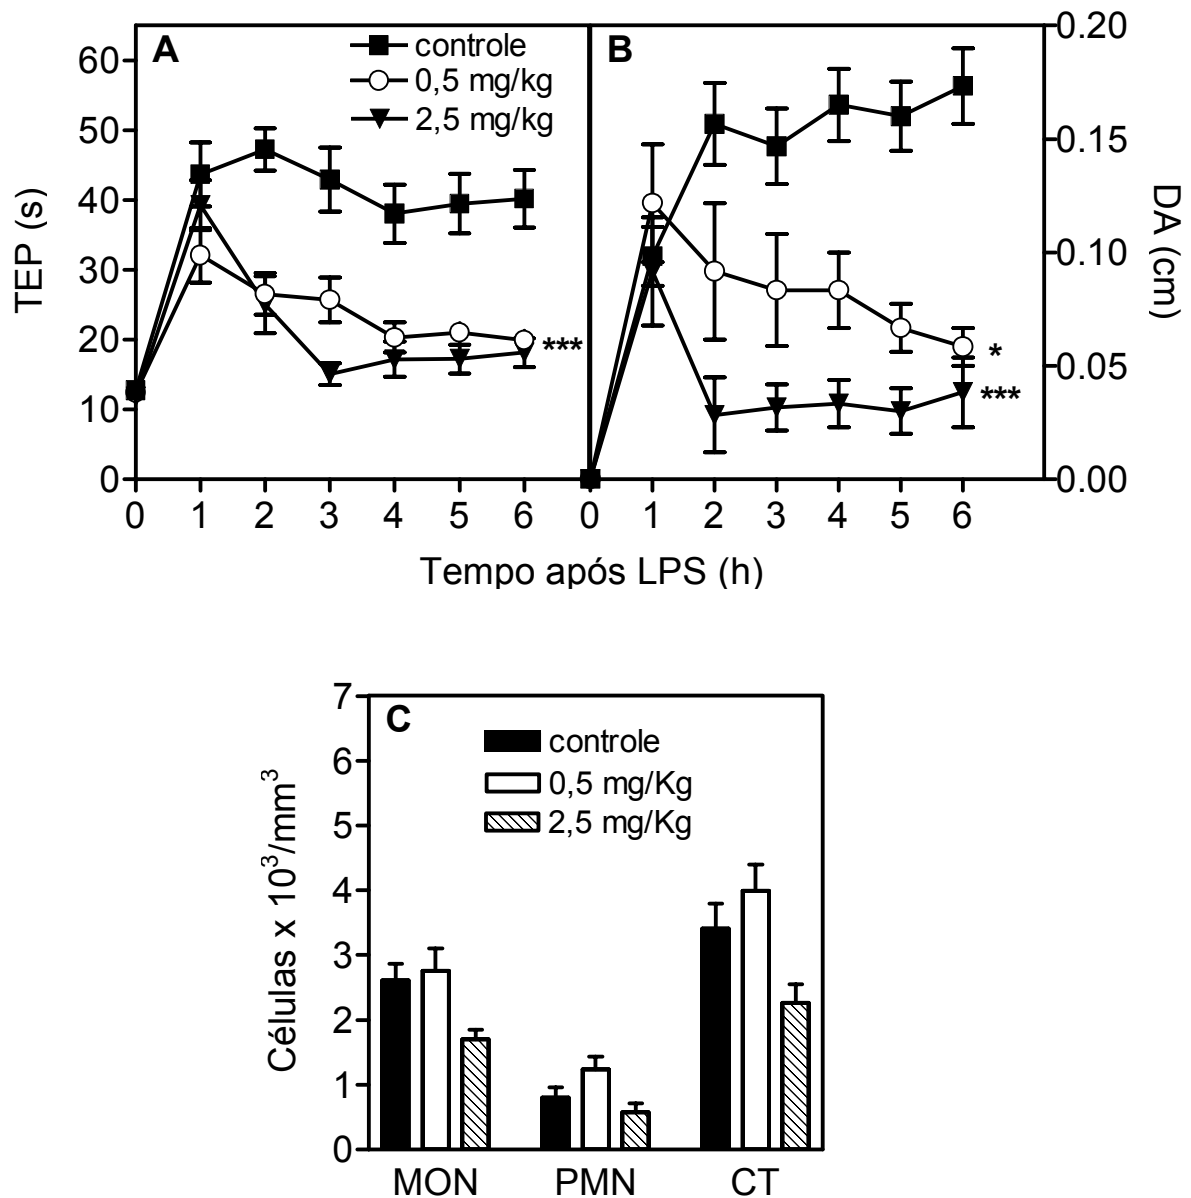 A
controle
0,5 mg/kg
2,5 mg/kg
TEP (s)
60
50
40
30
20
10
0
***
0 1 2 3 4 5 6
B
DA (cm)
0.20
0.15
0.10
0.05
0.00
*
***
0 1 2 3 4 5 6
Tempo após LPS (h)
C
controle
0,5 mg/Kg
2,5 mg/Kg
Células x 10³/mm³
7
6
5
4
3
2
1
0
MON PMN CT